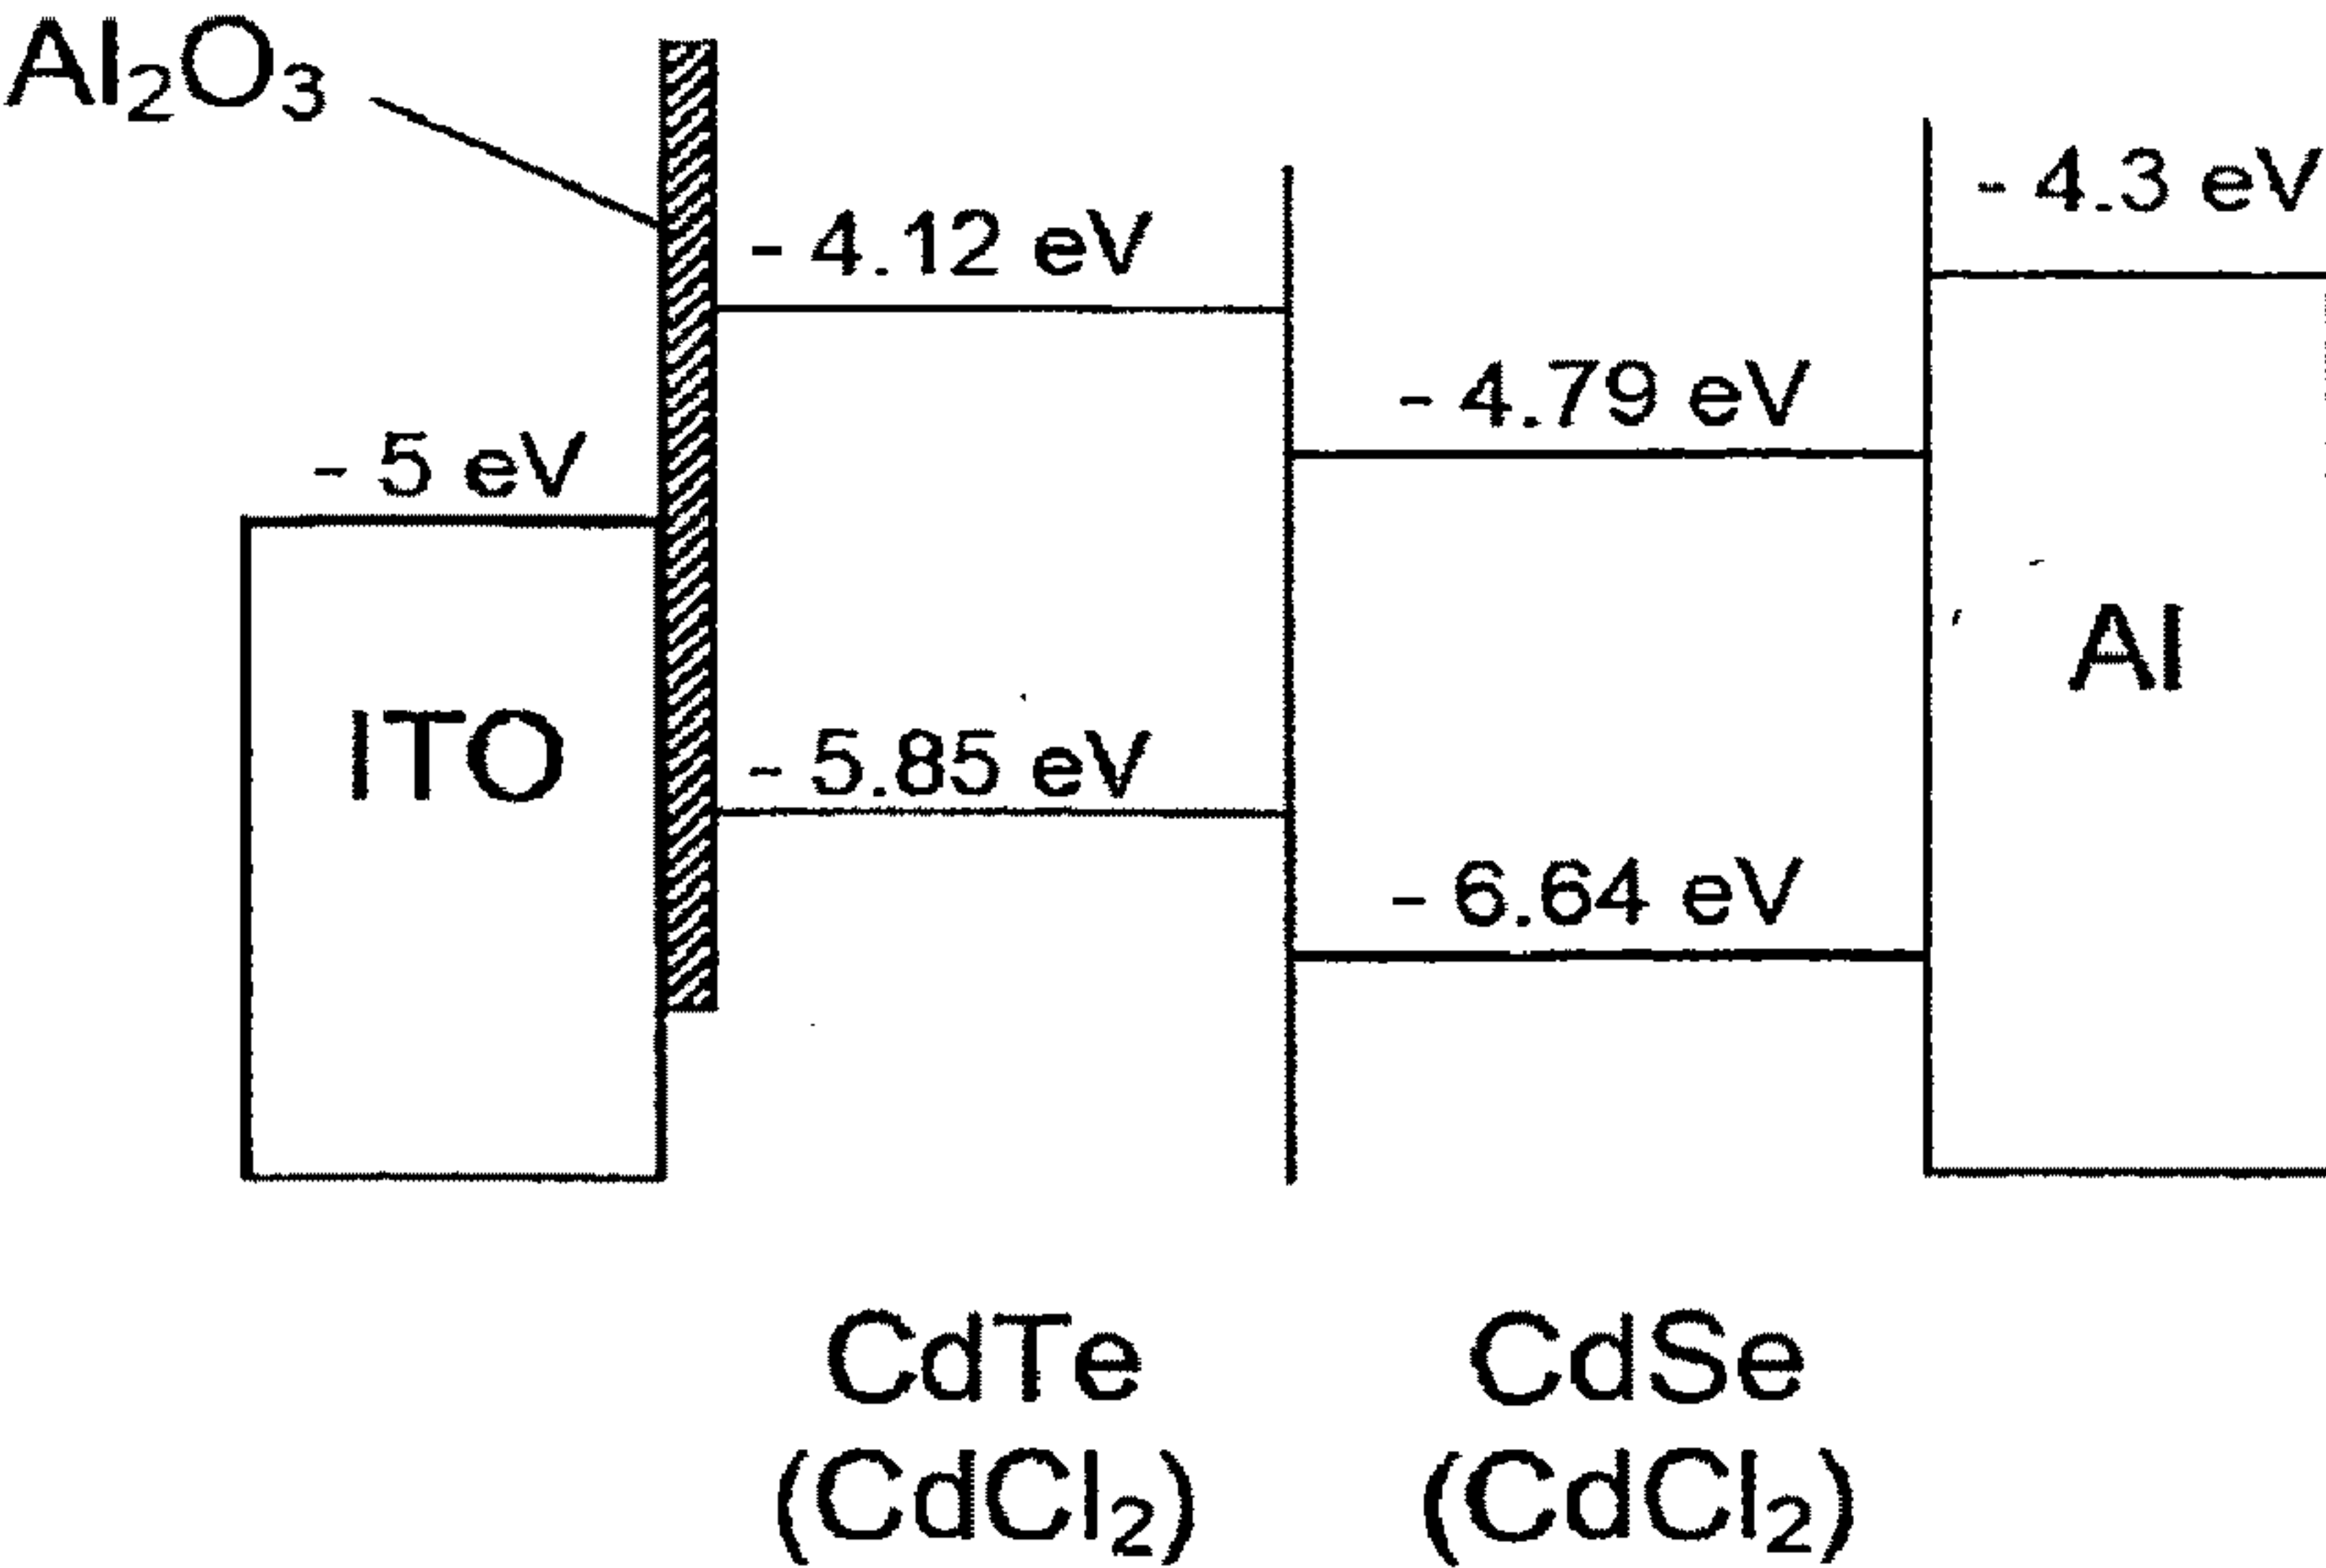 Al₂O₃
- 4.12 eV
- 4.3 eV
- 4.79 eV
- 5 eV
ITO
Al
- 5.85 eV
- 6.64 eV
CdTe
(CdCl₂)
CdSe
(CdCl₂)